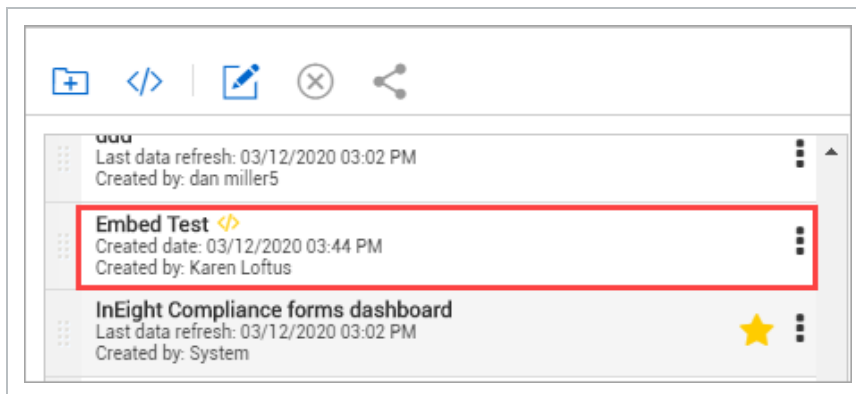 Last data refresh: 03/12/2020 03:02 PM
Created by: dan miller5
Embed Test </>
Created date: 03/12/2020 03:44 PM
Created by: Karen Loftus
InEight Compliance forms dashboard
Last data refresh: 03/12/2020 03:02 PM
Created by: System